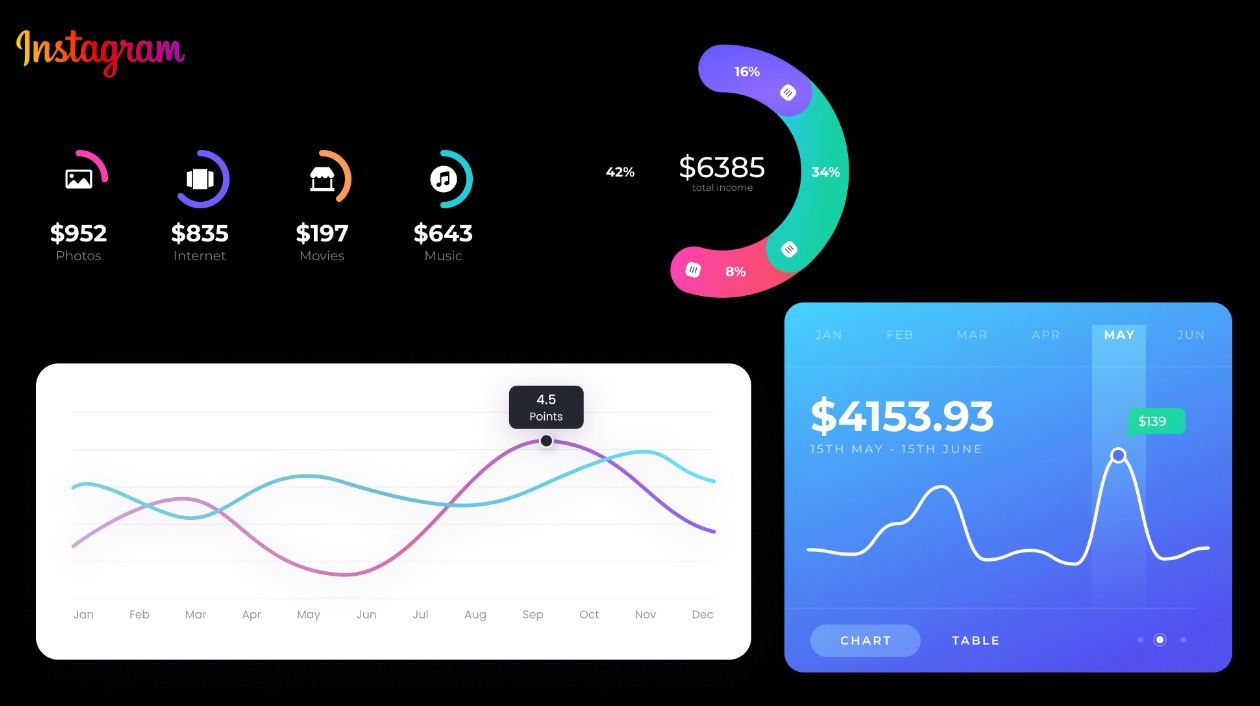 Instagram
$952
Photos
$835
Internet
$197
Movies
$643
Music
16%
42%
$6385
total income
34%
8%
4.5
Points
Jan Feb Mar Apr May Jun Jul Aug Sep Oct Nov Dec
JAN FEB MAR APR MAY JUN
$4153.93
15TH MAY - 15TH JUNE
$139
CHART TABLE